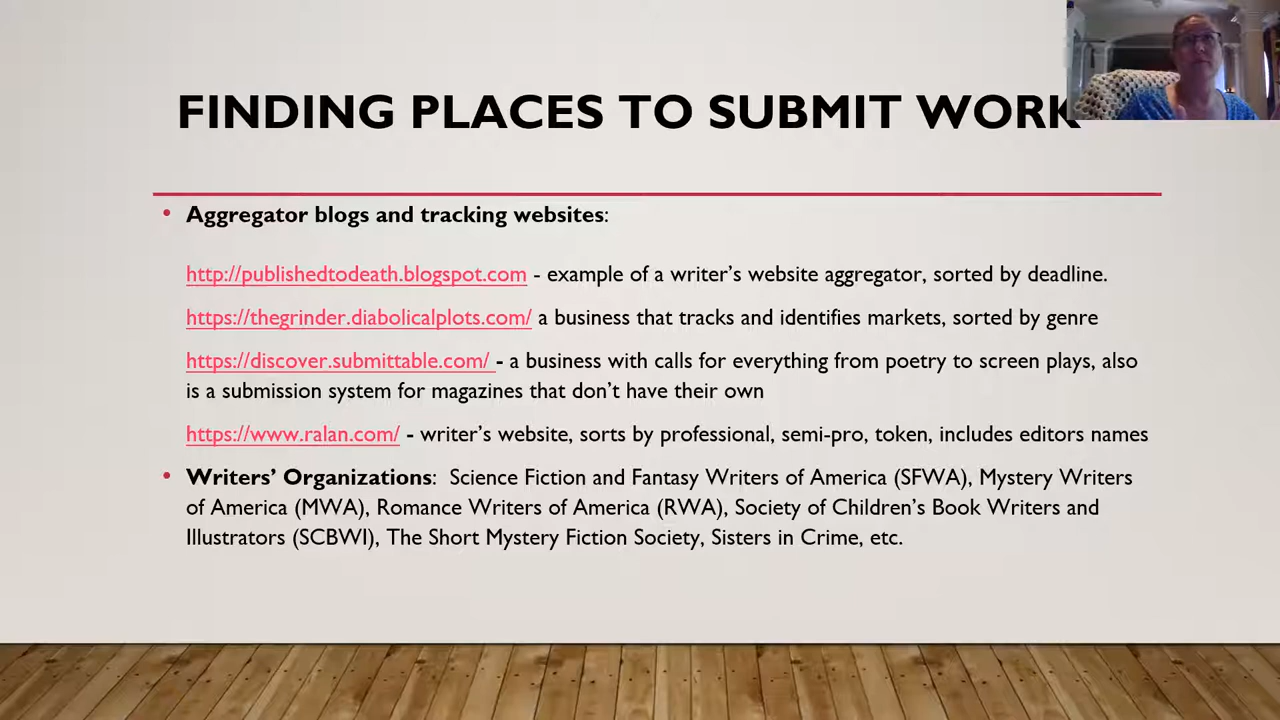 FINDING PLACES TO SUBMIT WORK
• Aggregator blogs and tracking websites:
http://publishedtodeath.blogspot.com - example of a writer’s website aggregator, sorted by deadline.
https://thegrinder.diabolicalplots.com/ a business that tracks and identifies markets, sorted by genre
https://discover.submittable.com/ - a business with calls for everything from poetry to screen plays, also
is a submission system for magazines that don’t have their own
https://www.ralan.com/ - writer’s website, sorts by professional, semi-pro, token, includes editors names
• Writers’ Organizations: Science Fiction and Fantasy Writers of America (SFWA), Mystery Writers
of America (MWA), Romance Writers of America (RWA), Society of Children’s Book Writers and
Illustrators (SCBWI), The Short Mystery Fiction Society, Sisters in Crime, etc.